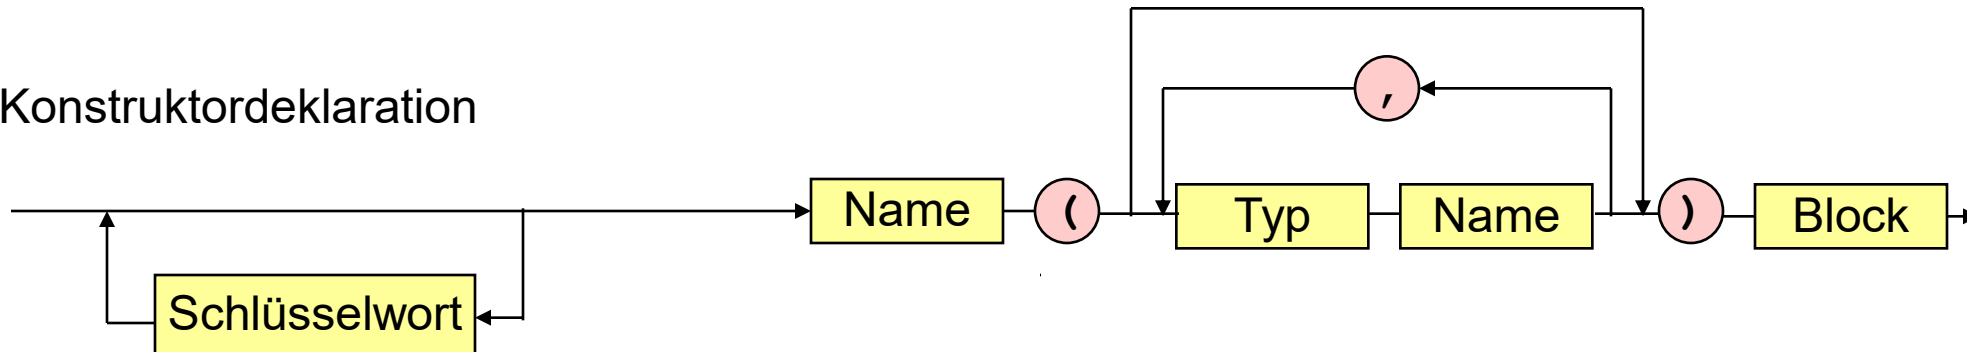 Konstruktordeklaration
,
Name ( Typ Name ) Block
Schlüsselwort